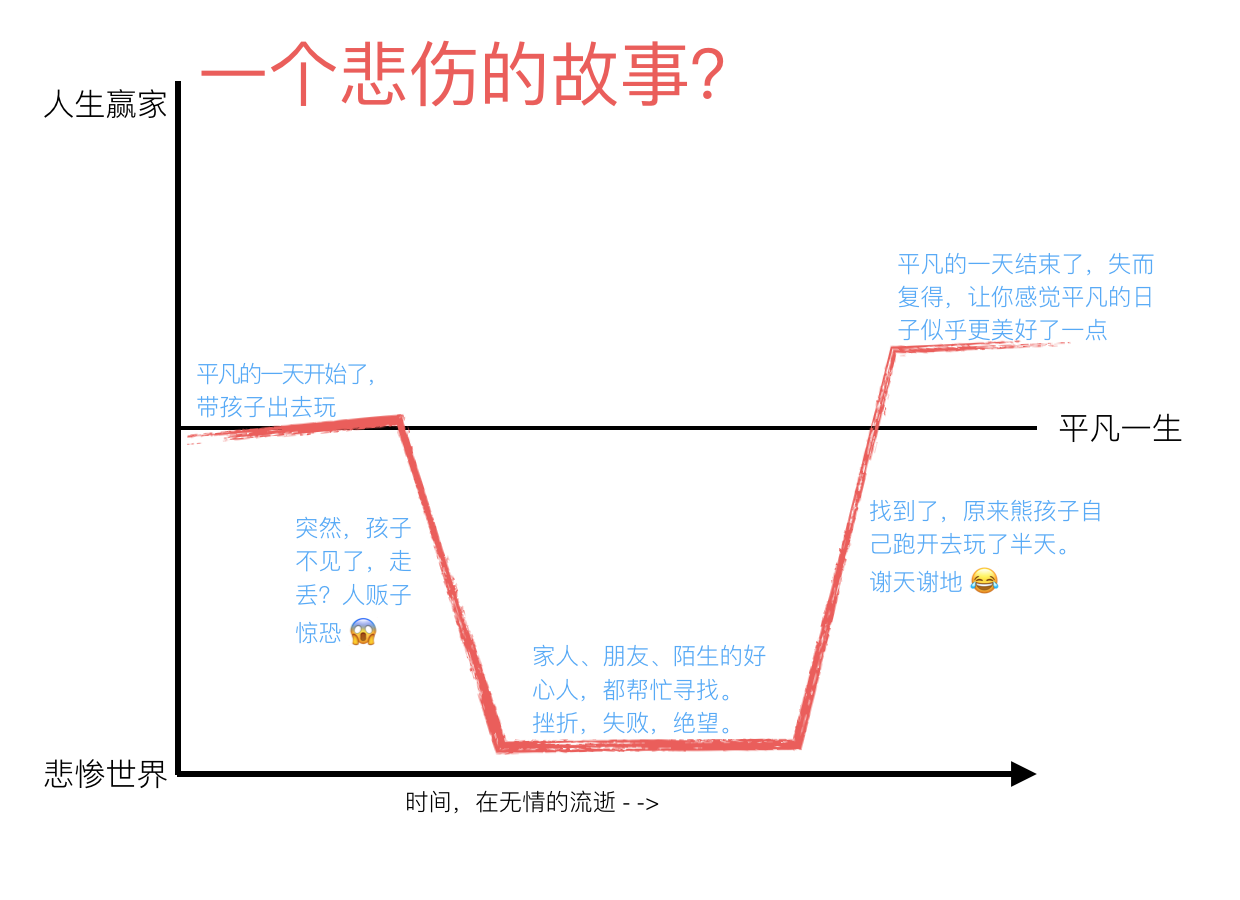 一个悲伤的故事?
人生赢家
平凡的一天结束了，失而
复得，让你感觉平凡的日
子似乎更美好了一点
平凡的一天开始了，
带孩子出去玩
平凡一生
突然，孩子
不见了，走
丢？人贩子
惊恐 😱
找到了，原来熊孩子自
己跑开去玩了半天。
谢天谢地 😂
家人、朋友、陌生的好
心人，都帮忙寻找。
挫折，失败，绝望。
悲惨世界
时间，在无情的流逝 - ->